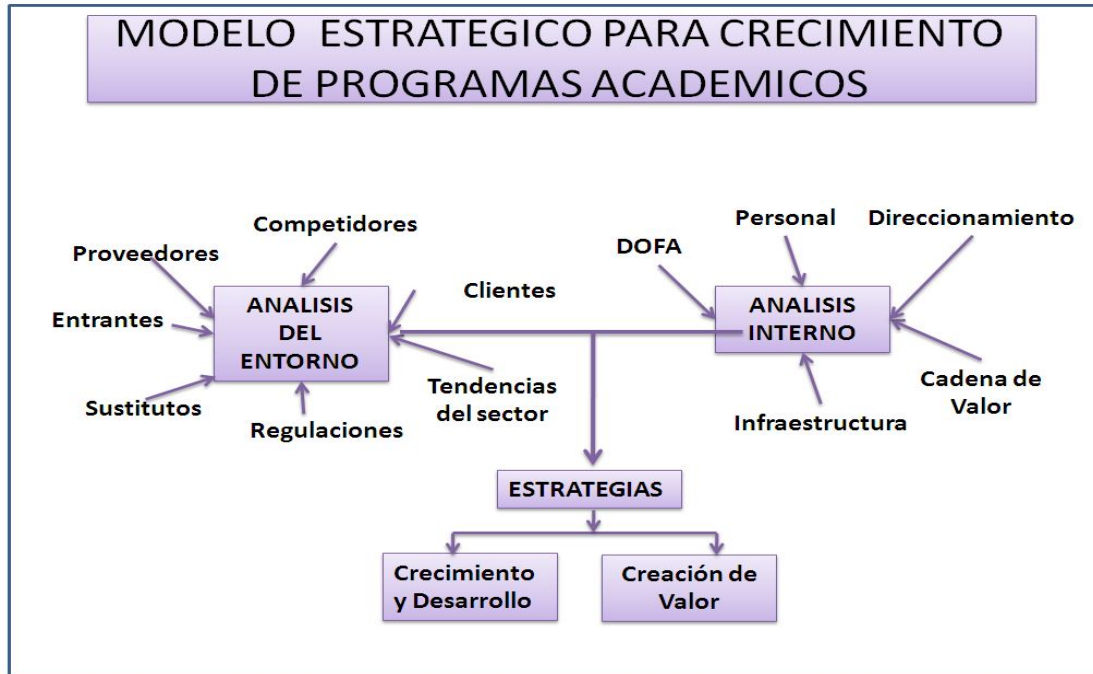 MODELO ESTRATEGICO PARA CRECIMIENTO
DE PROGRAMAS ACADEMICOS
Competidores
Proveedores
Entrantes
Sustitutos
Regulaciones
Clientes
Tendencias
del sector
ANALISIS
DEL
ENTORNO
DOFA
Personal
Direccionamiento
ANALISIS
INTERNO
Cadena de
Valor
Infraestructura
ESTRATEGIAS
Crecimiento
y Desarrollo
Creación de
Valor